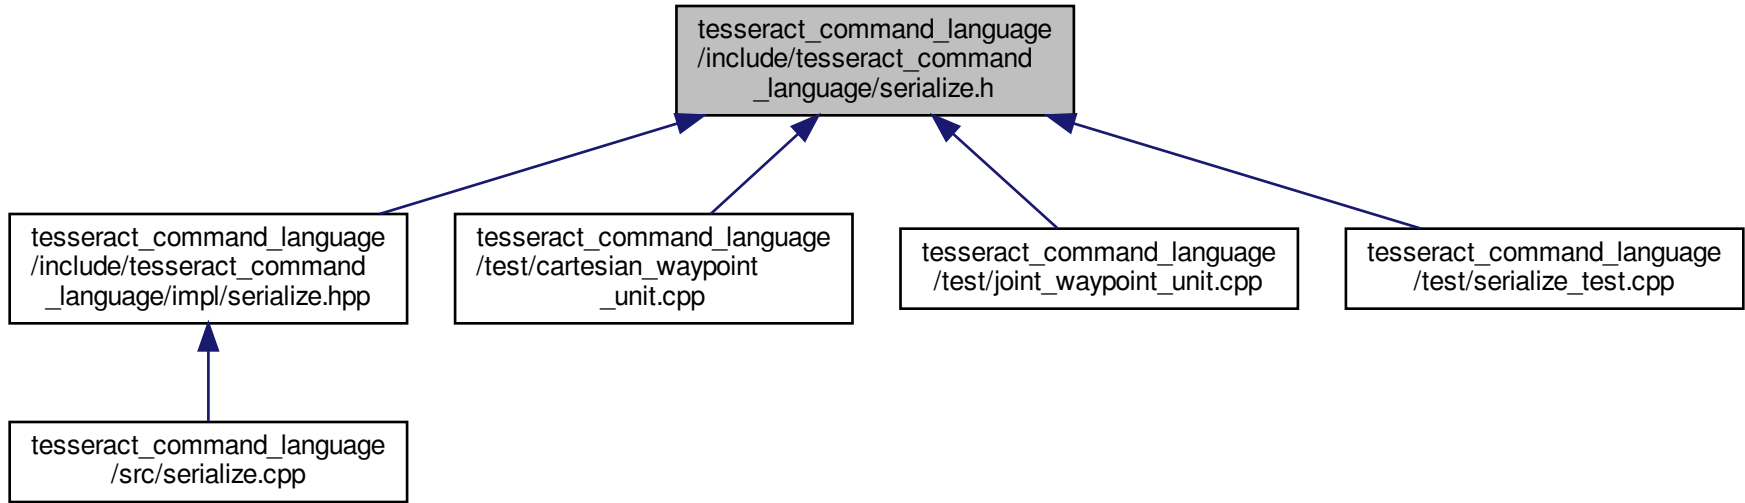 tesseract_command_language
/include/tesseract_command
_language/serialize.h
tesseract_command_language
/include/tesseract_command
_language/impl/serialize.hpp
tesseract_command_language
/test/cartesian_waypoint
_unit.cpp
tesseract_command_language
/test/joint_waypoint_unit.cpp
tesseract_command_language
/test/serialize_test.cpp
tesseract_command_language
/src/serialize.cpp